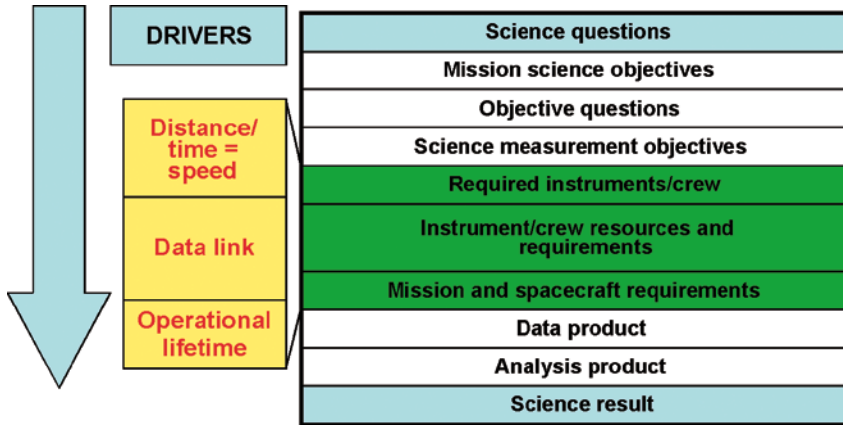 DRIVERS
Distance/
time =
speed
Data link
Operational
lifetime
Science questions
Mission science objectives
Objective questions
Science measurement objectives
Required instruments/crew
Instrument/crew resources and
requirements
Mission and spacecraft requirements
Data product
Analysis product
Science result